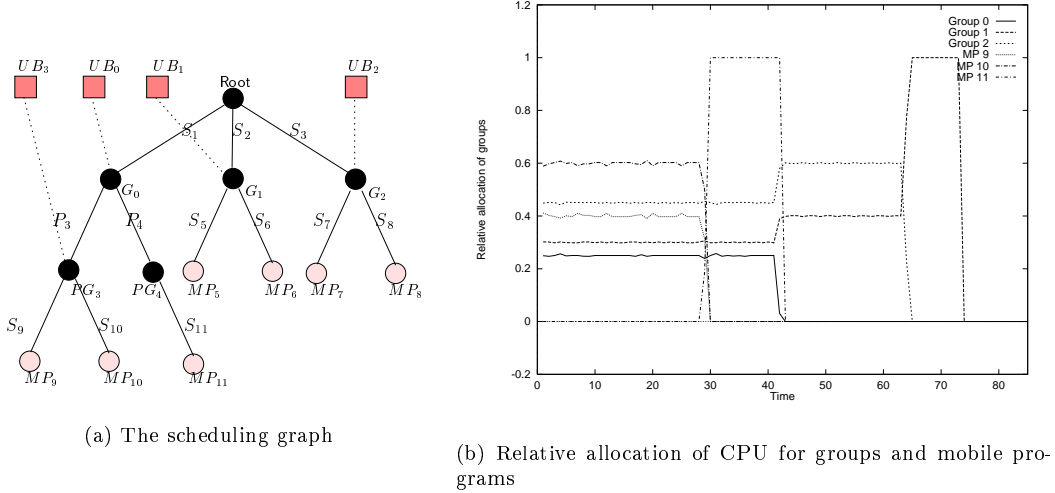 UB3 UB0 UB1 UB2
Root
S1 S2 S3
G0 G1 G2
P3 P4 S5 S6 S7 S8
PG3 PG4 MP5 MP6 MP7 MP8
S9 S10 S11
MP9 MP10 MP11
(a) The scheduling graph
1.2
1
0.8
0.6
0.4
0.2
0
-0.2
Relative allocation of groups
Group 0
Group 1
Group 2
MP 9
MP 10
MP 11
0 10 20 30 40 50 60 70 80
Time
(b) Relative allocation of CPU for groups and mobile pro-
grams